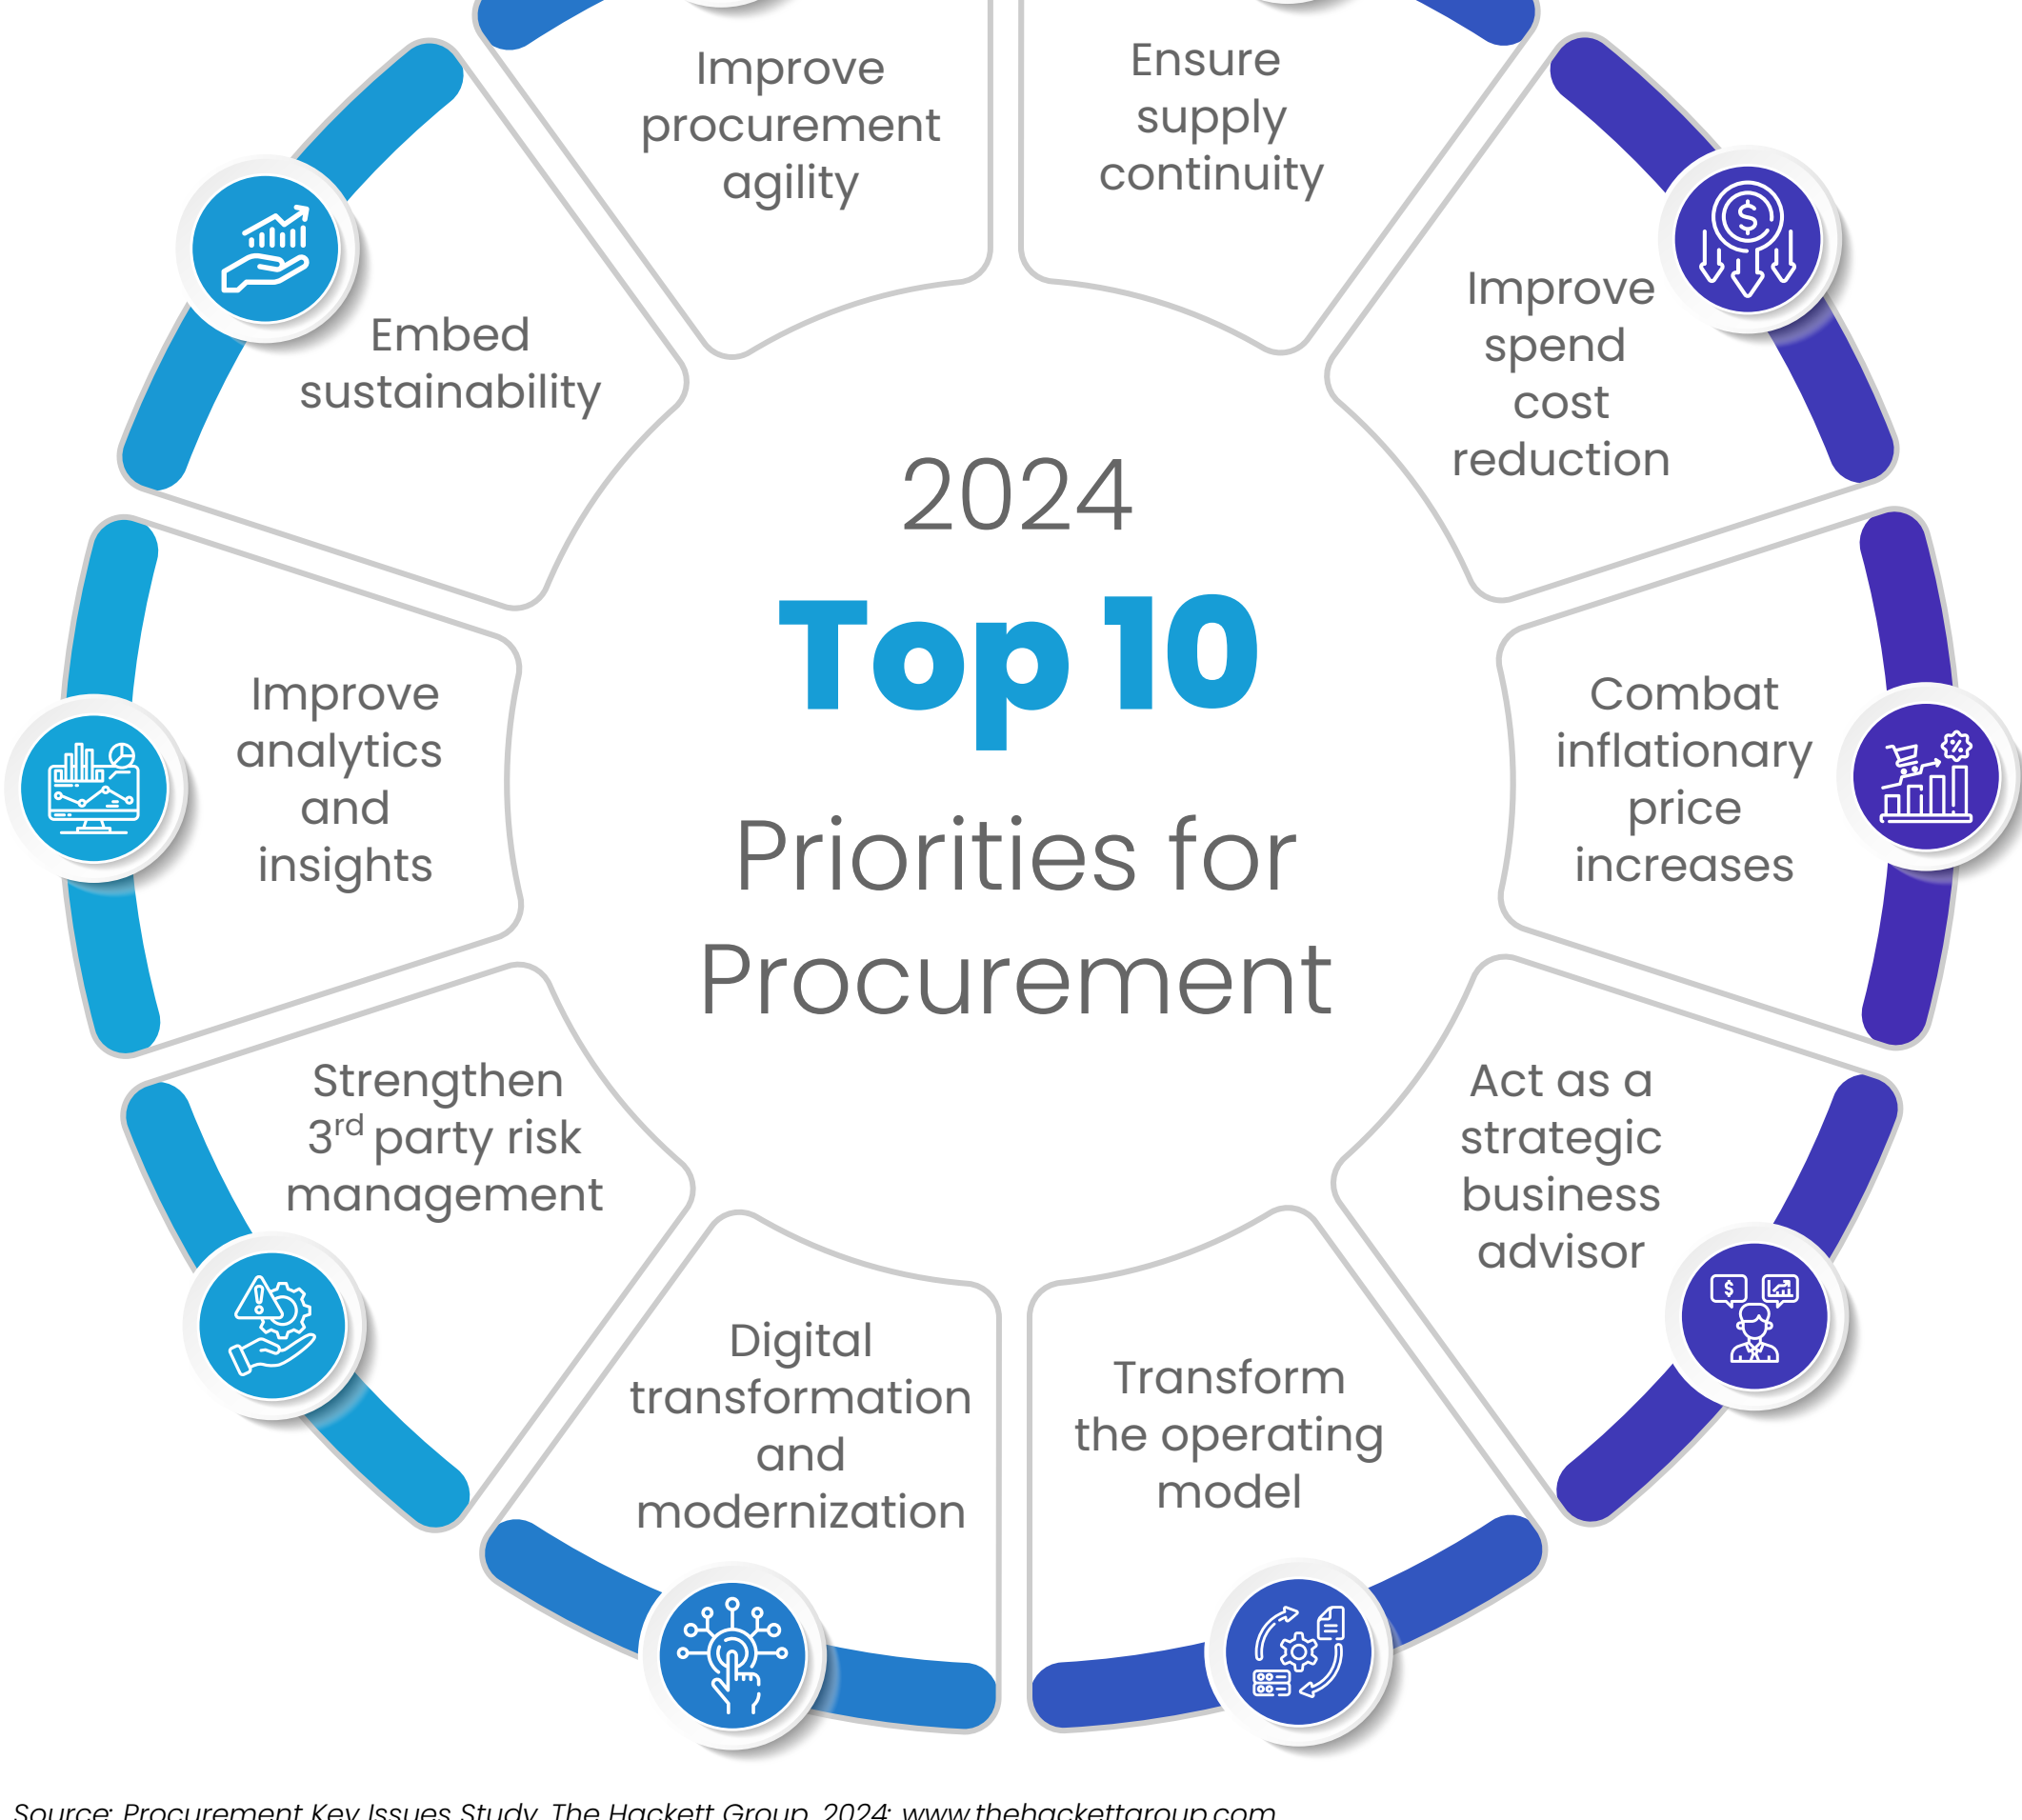 2024
Top 10
Priorities for
Procurement
Ensure
supply
continuity
Improve
spend
cost
reduction
Combat
inflationary
price
increases
Act as a
strategic
business
advisor
Transform
the operating
model
Digital
transformation
and
modernization
Strengthen
3rd party risk
management
Improve
analytics
and
insights
Embed
sustainability
Improve
procurement
agility
Source: Procurement Key Issues Study, The Hackett Group, 2024; www.thehackettgroup.com